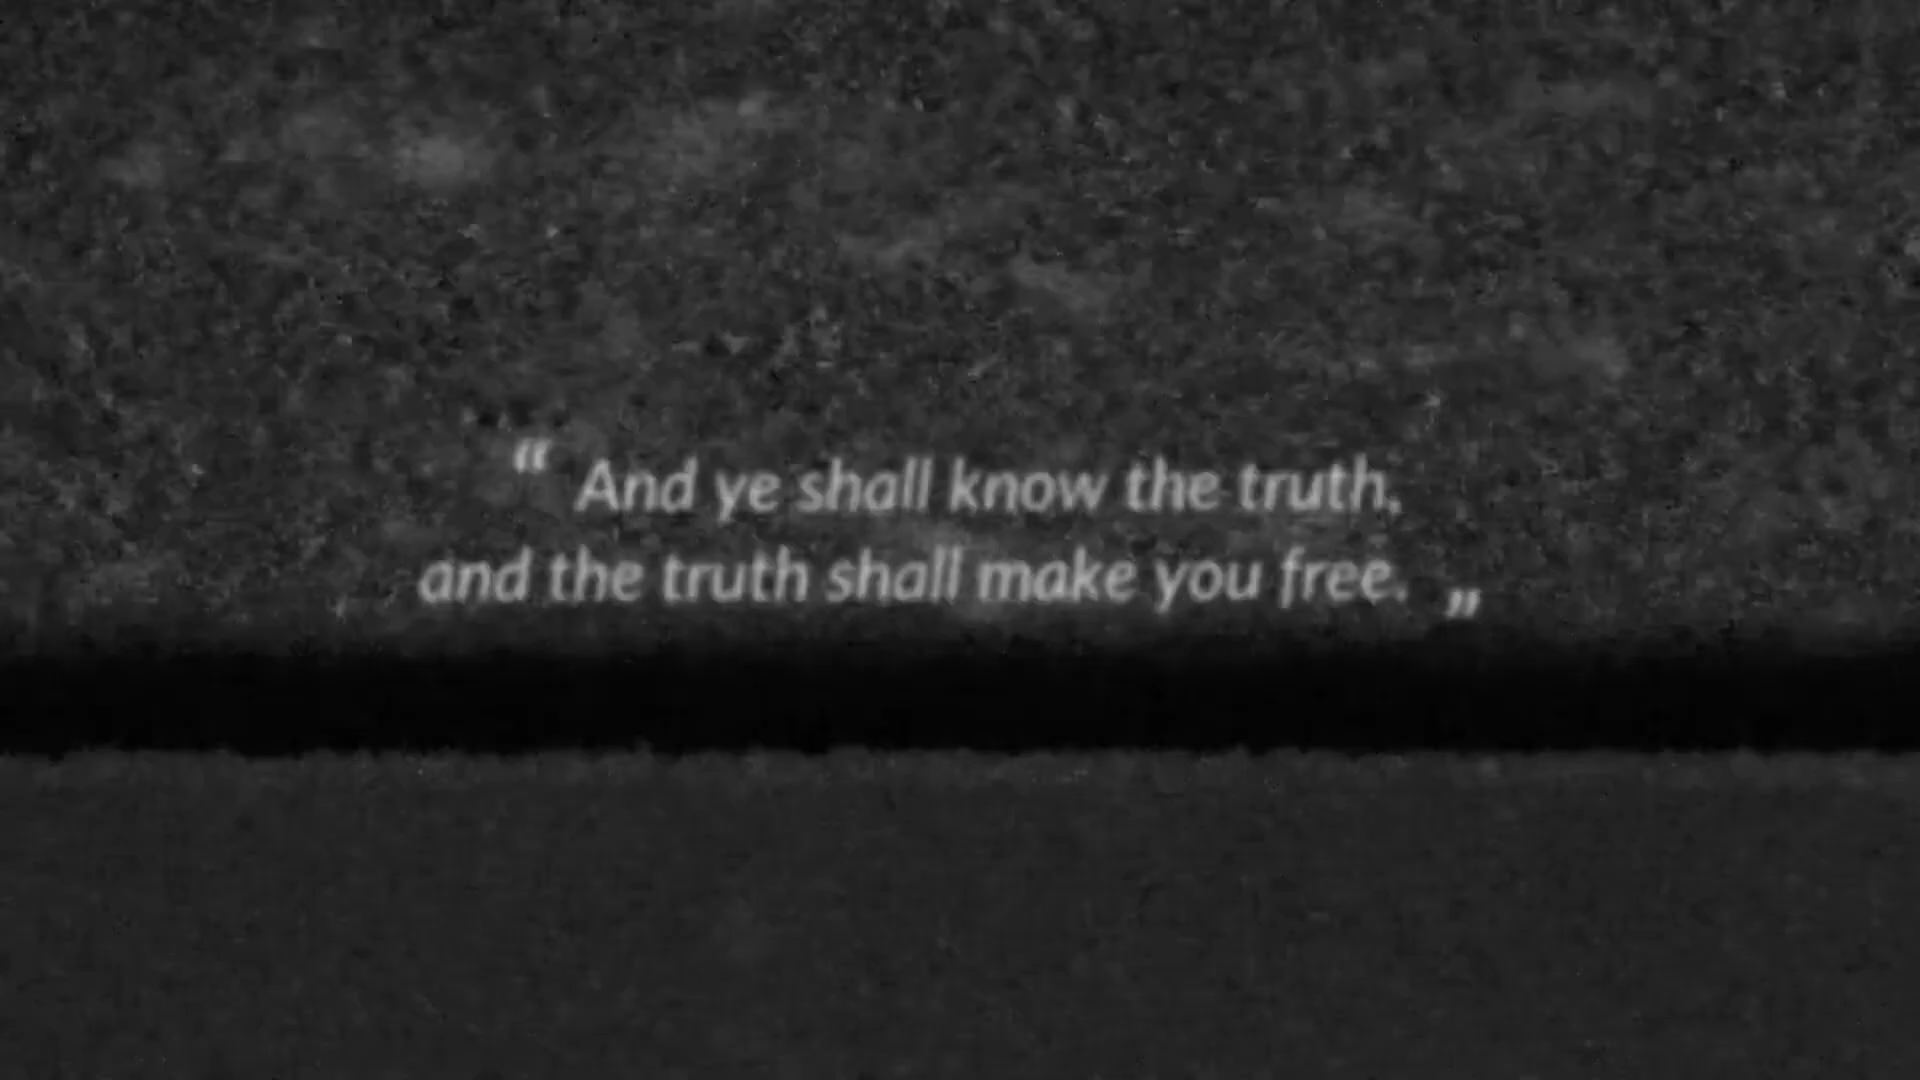 “ And ye shall know the truth,
and the truth shall make you free. „